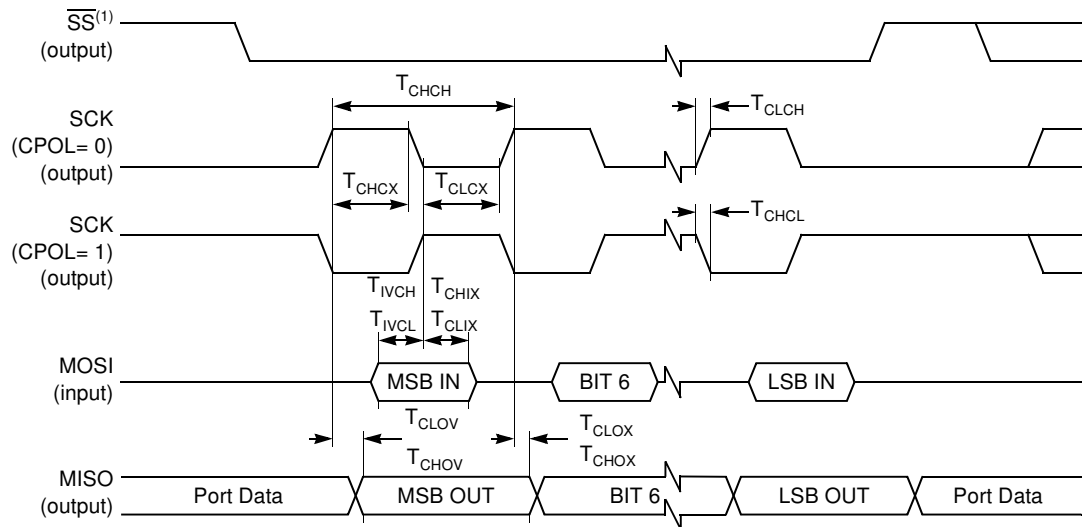 SS(1)
(output)
TCHCH
TCLCH
SCK
(CPOL= 0)
(output)
TCHCX
TCLCX
TCHCL
SCK
(CPOL= 1)
(output)
TIVCH
TCHIX
TIVCL
TCLIX
MOSI
(input)
MSB IN
BIT 6
LSB IN
TCLOV
TCLOX
TCHOV
TCHOX
MISO
(output)
Port Data
MSB OUT
BIT 6
LSB OUT
Port Data